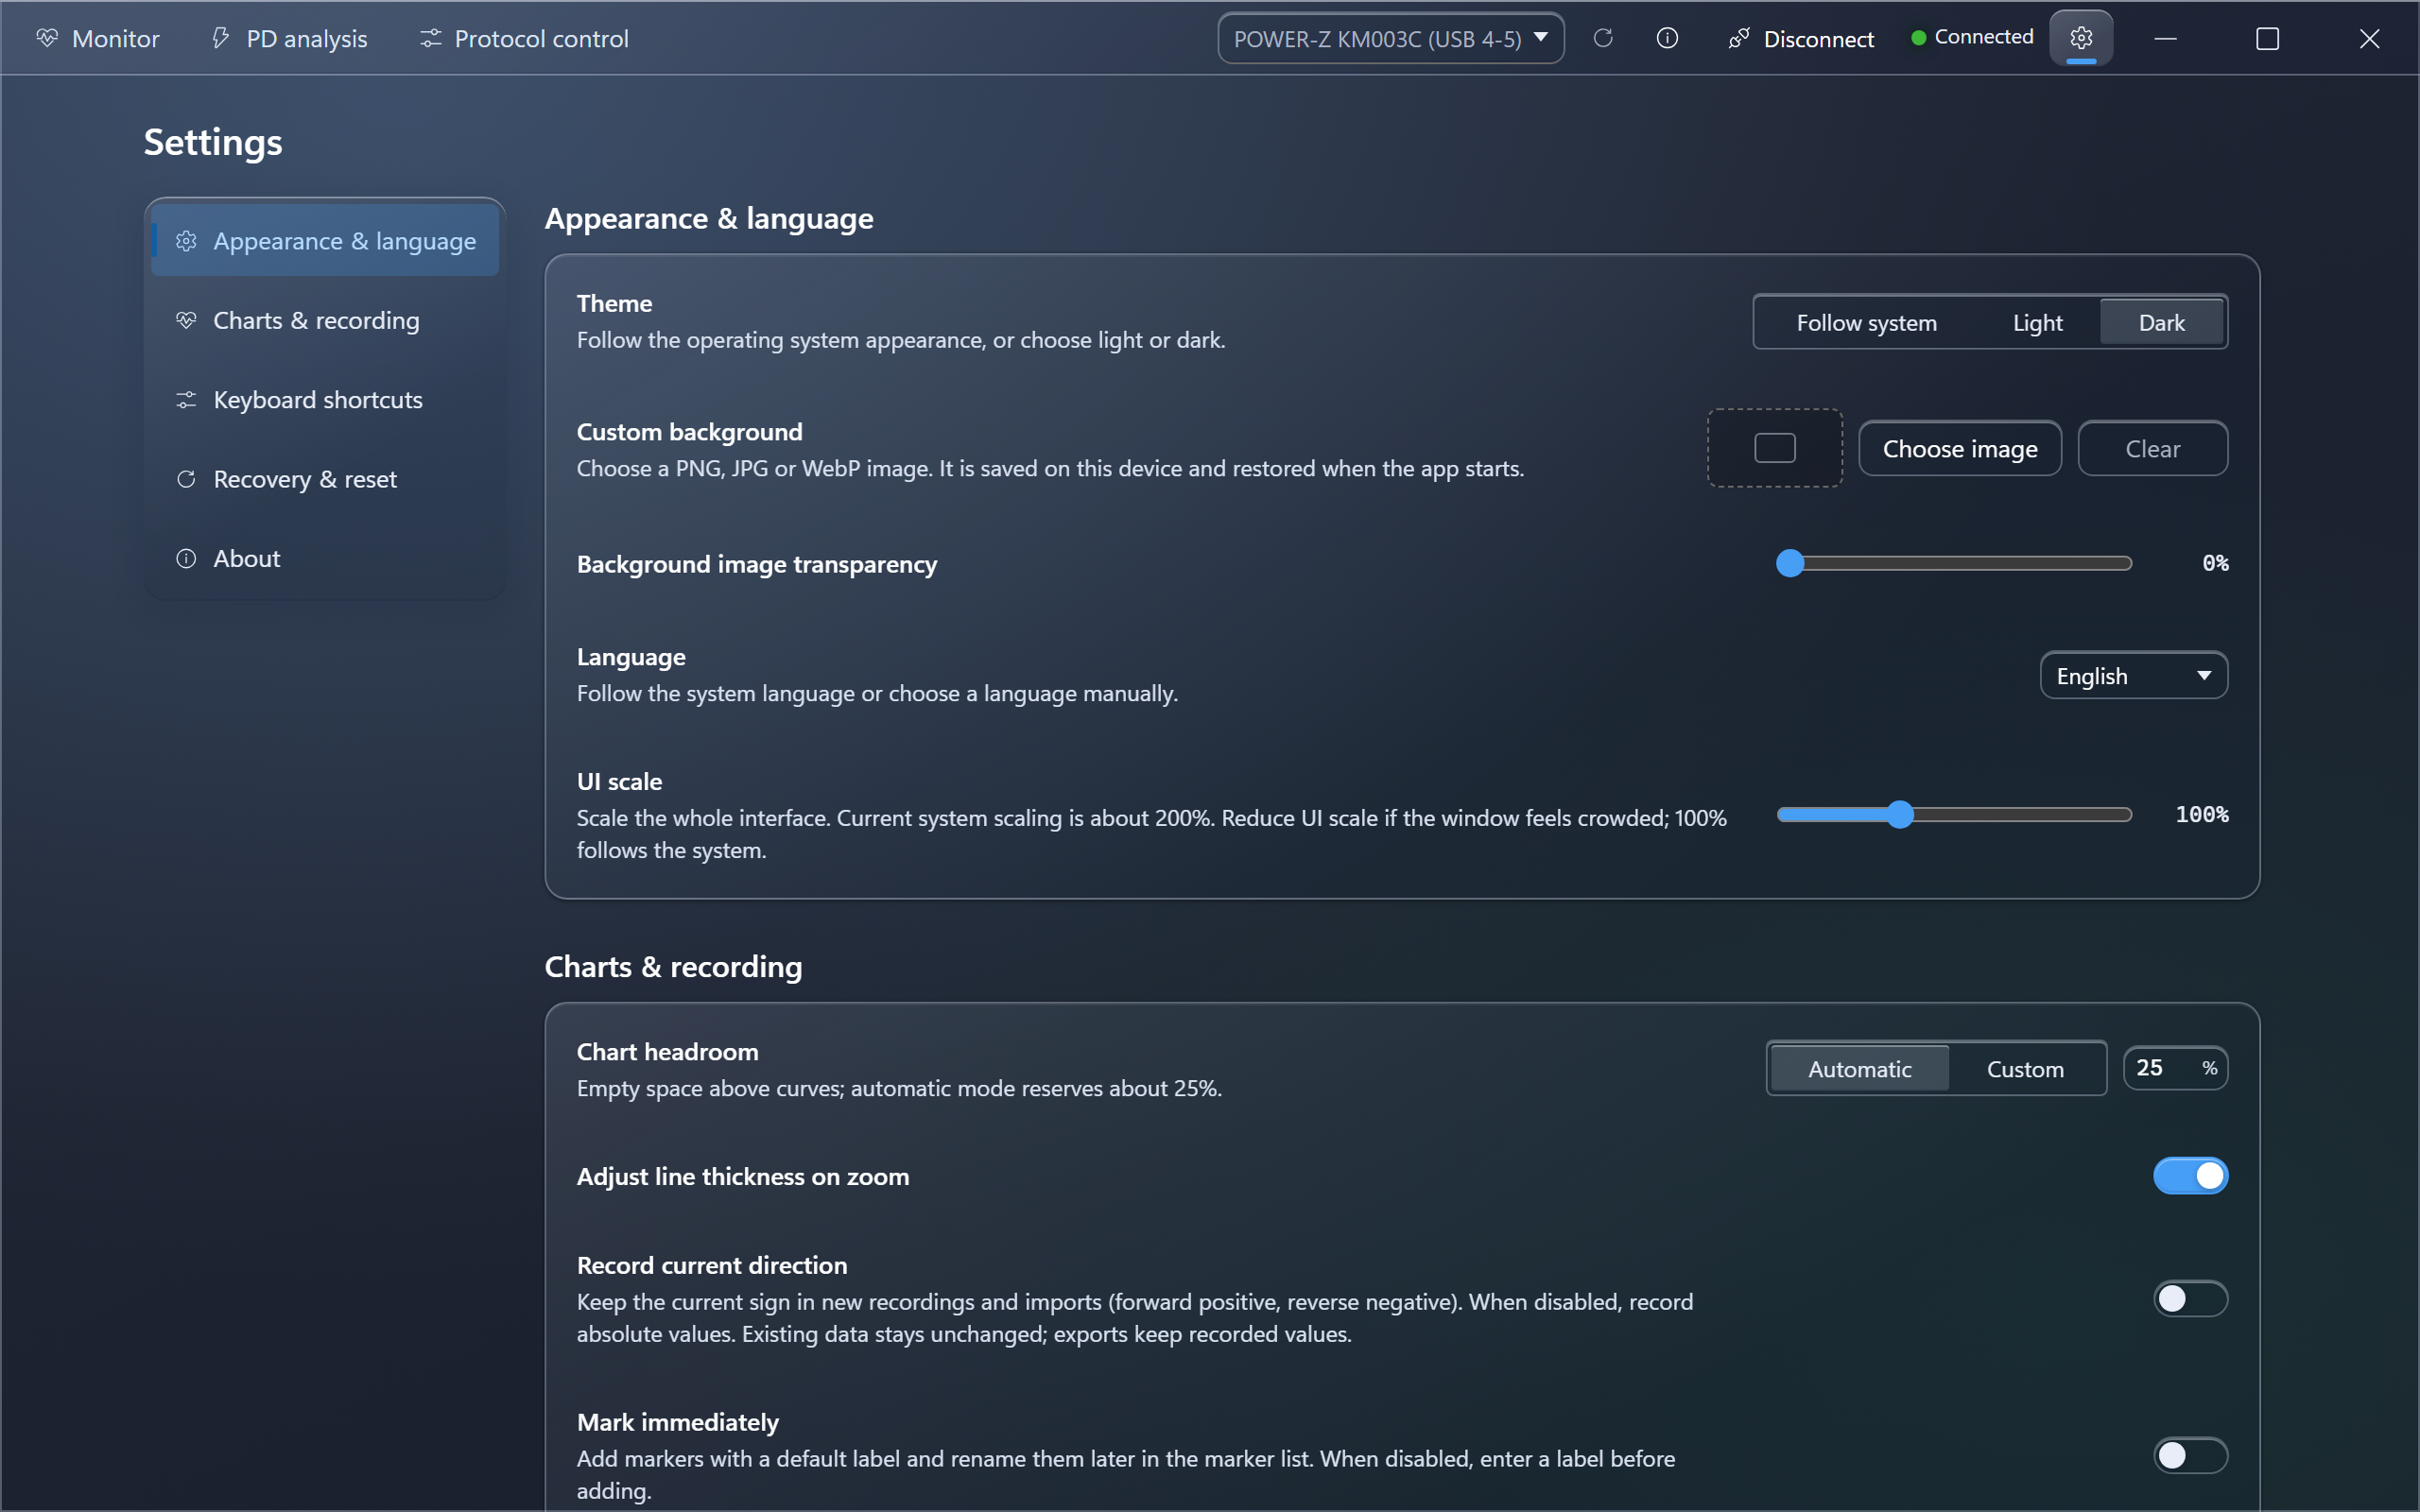 Monitor
PD analysis
Protocol control
POWER-Z KM003C (USB 4-5)
Disconnect
Connected
Settings
Appearance & language
Charts & recording
Keyboard shortcuts
Recovery & reset
About
Appearance & language
Theme
Follow the operating system appearance, or choose light or dark.
Follow system
Light
Dark
Custom background
Choose a PNG, JPG or WebP image. It is saved on this device and restored when the app starts.
Choose image
Clear
Background image transparency
0%
Language
Follow the system language or choose a language manually.
English
UI scale
Scale the whole interface. Current system scaling is about 200%. Reduce UI scale if the window feels crowded; 100%
follows the system.
100%
Charts & recording
Chart headroom
Empty space above curves; automatic mode reserves about 25%.
Automatic
Custom
25 %
Adjust line thickness on zoom
Record current direction
Keep the current sign in new recordings and imports (forward positive, reverse negative). When disabled, record
absolute values. Existing data stays unchanged; exports keep recorded values.
Mark immediately
Add markers with a default label and rename them later in the marker list. When disabled, enter a label before
adding.